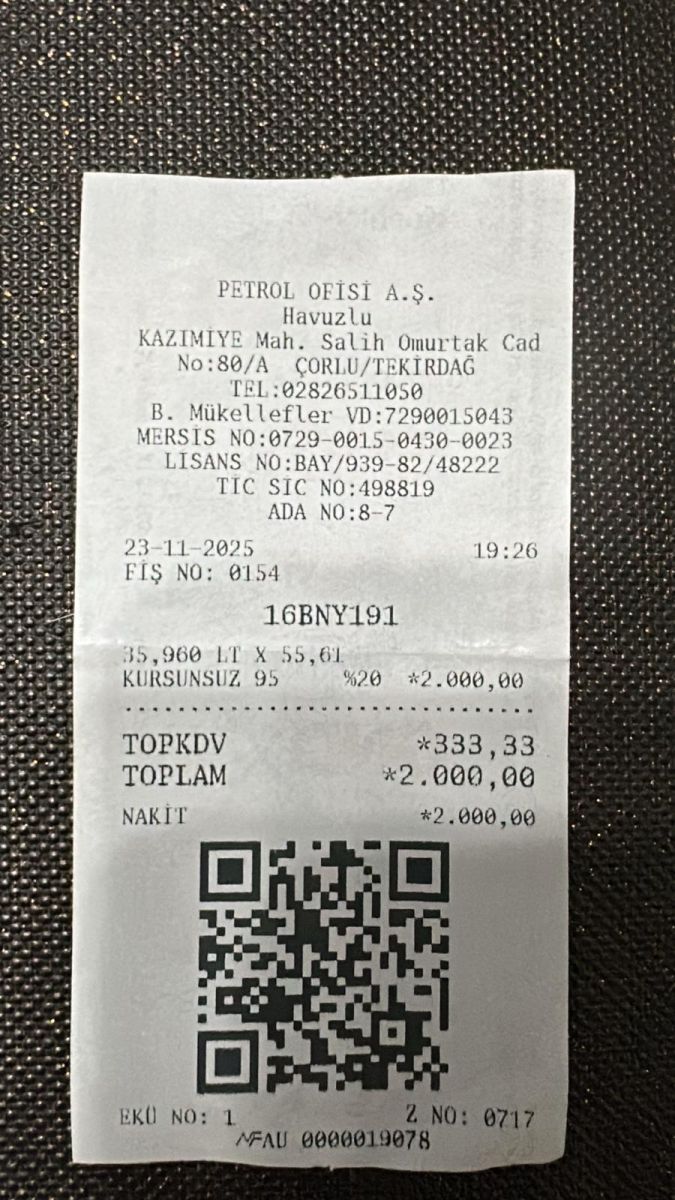 PETROL OFİSİ A.Ş.
Havuzlu
KAZIMİYE Mah. Salih Omurtak Cad
No:80/A ÇORLU/TEKİRDAĞ
TEL:02826511050
B. Mükellefler VD:7290015043
MERSİS NO:0729-0015-0430-0023
LİSANS NO:BAY/939-82/48222
TİC SİC NO:498819
ADA NO:8-7
23-11-2025 19:26
FİŞ NO: 0154
16BNY191
35,960 LT X 55,61
KURSUNSUZ 95 %20 *2.000,00
TOPKDV *333,33
TOPLAM *2.000,00
NAKİT *2.000,00
EKÜ NO: 1 Z NO: 0717
MF AU 0000019078